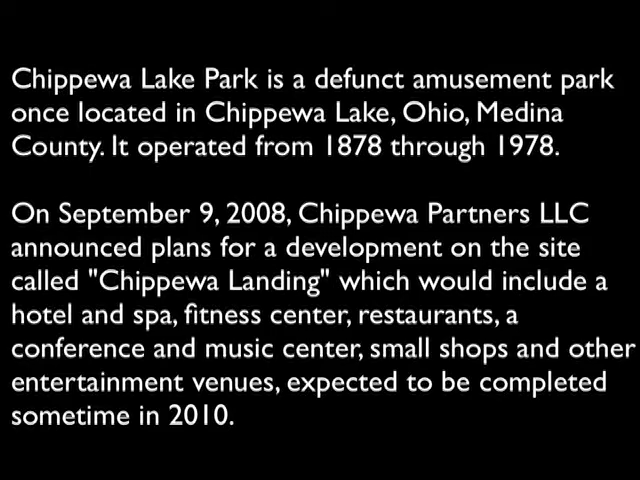 Chippewa Lake Park is a defunct amusement park
once located in Chippewa Lake, Ohio, Medina
County. It operated from 1878 through 1978.
On September 9, 2008, Chippewa Partners LLC
announced plans for a development on the site
called "Chippewa Landing" which would include a
hotel and spa, fitness center, restaurants, a
conference and music center, small shops and other
entertainment venues, expected to be completed
sometime in 2010.